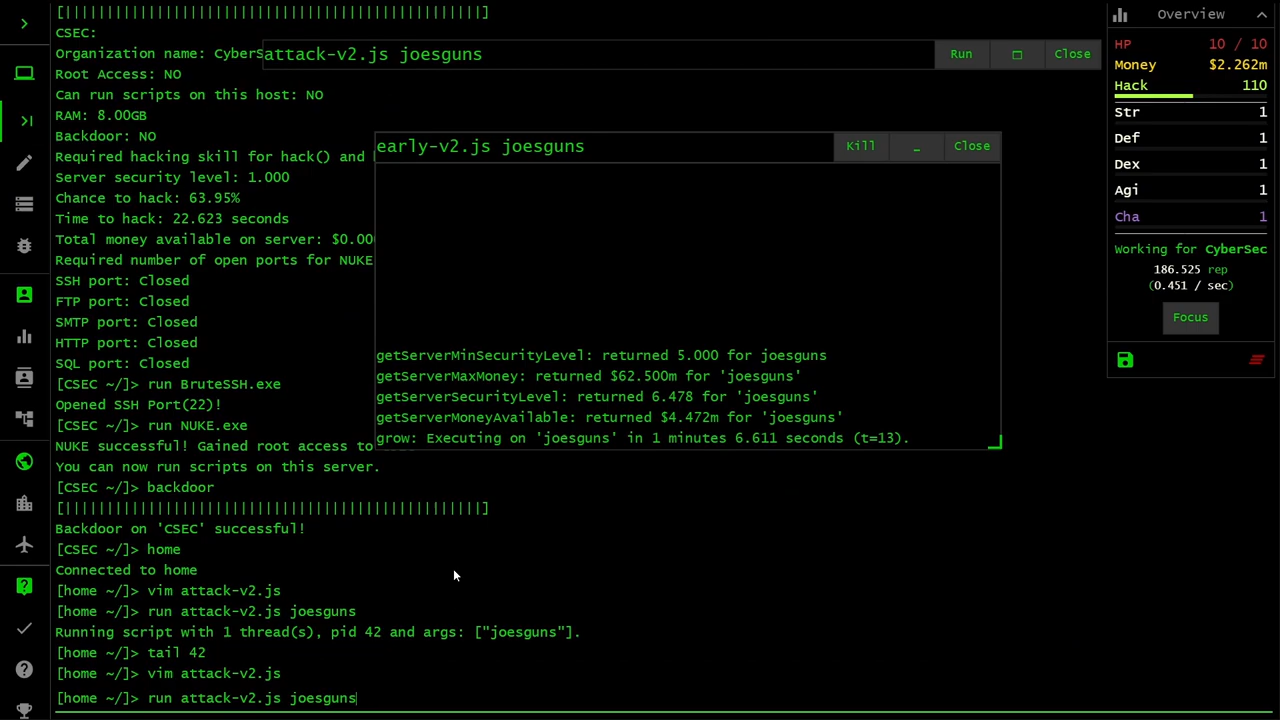 [||||||||||||||||||||||||||||||||||||||||||||||||||]
CSEC:
Organization name: CyberS
Root Access: NO
Can run scripts on this host: NO
RAM: 8.00GB
Backdoor: NO
Required hacking skill for hack() and
Server security level: 1.000
Chance to hack: 63.95%
Time to hack: 22.623 seconds
Total money available on server: $0.00
Required number of open ports for NUKE
SSH port: Closed
FTP port: Closed
SMTP port: Closed
HTTP port: Closed
SQL port: Closed
[CSEC ~/]> run BruteSSH.exe
Opened SSH Port(22)!
[CSEC ~/]> run NUKE.exe
NUKE successful! Gained root access to
You can now run scripts on this server.
[CSEC ~/]> backdoor
[||||||||||||||||||||||||||||||||||||||||||||||||||]
Backdoor on 'CSEC' successful!
[CSEC ~/]> home
Connected to home
[home ~/]> vim attack-v2.js
[home ~/]> run attack-v2.js joesguns
Running script with 1 thread(s), pid 42 and args: ["joesguns"].
[home ~/]> tail 42
[home ~/]> vim attack-v2.js
[home ~/]> run attack-v2.js joesguns
attack-v2.js joesguns
Run
Close
early-v2.js joesguns
Kill
_
Close
getServerMinSecurityLevel: returned 5.000 for joesguns
getServerMaxMoney: returned $62.500m for 'joesguns'
getServerSecurityLevel: returned 6.478 for 'joesguns'
getServerMoneyAvailable: returned $4.472m for 'joesguns'
grow: Executing on 'joesguns' in 1 minutes 6.611 seconds (t=13).
Overview
HP 10 / 10
Money $2.262m
Hack 110
Str 1
Def 1
Dex 1
Agi 1
Cha 1
Working for CyberSec
186.525 rep
(0.451 / sec)
Focus